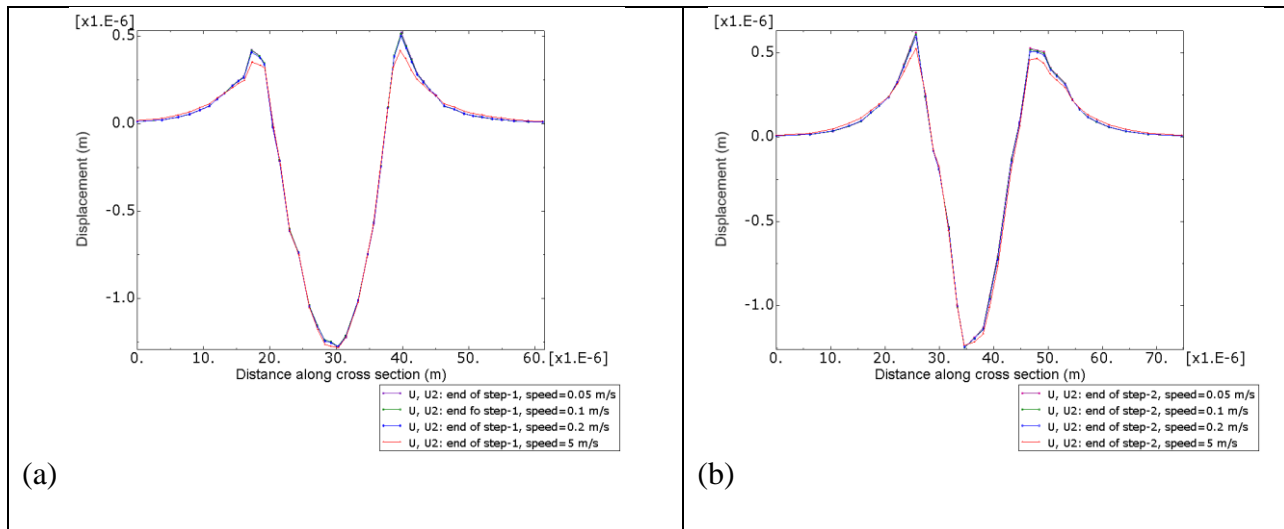 [x1.E-6]
0.5
0.0
-0.5
-1.0
Displacement (m)
0. 10. 20. 30. 40. 50. 60. [x1.E-6]
Distance along cross section (m)
U, U2: end of step-1, speed=0.05 m/s
U, U2: end fo step-1, speed=0.1 m/s
U, U2: end of step-1, speed=0.2 m/s
U, U2: end of step-1, speed=5 m/s
(a)
[x1.E-6]
0.5
0.0
-0.5
-1.0
Displacement (m)
0. 10. 20. 30. 40. 50. 60. 70. [x1.E-6]
Distance along cross section (m)
U, U2: end of step-2, speed=0.05 m/s
U, U2: end of step-2, speed=0.1 m/s
U, U2: end of step-2, speed=0.2 m/s
U, U2: end of step-2, speed=5 m/s
(b)